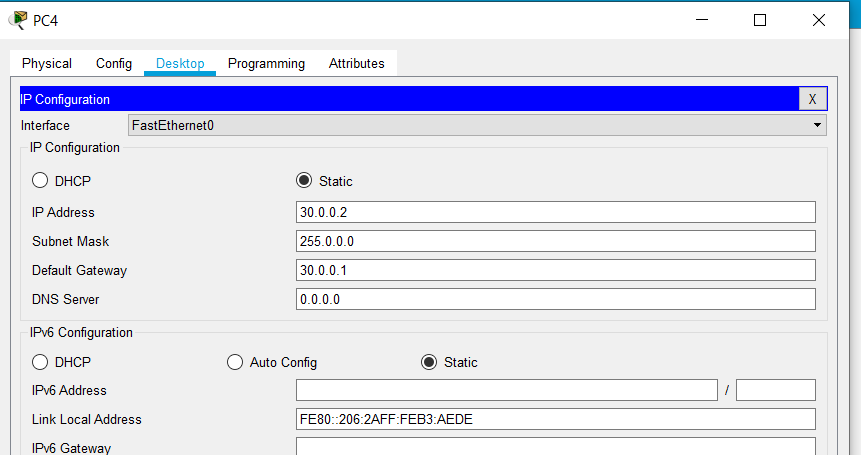 PC4
Physical Config Desktop Programming Attributes
IP Configuration X
Interface FastEthernet0
IP Configuration
DHCP Static
IP Address 30.0.0.2
Subnet Mask 255.0.0.0
Default Gateway 30.0.0.1
DNS Server 0.0.0.0
IPv6 Configuration
DHCP Auto Config Static
IPv6 Address /
Link Local Address FE80::206:2AFF:FEB3:AEDE
IPv6 Gateway